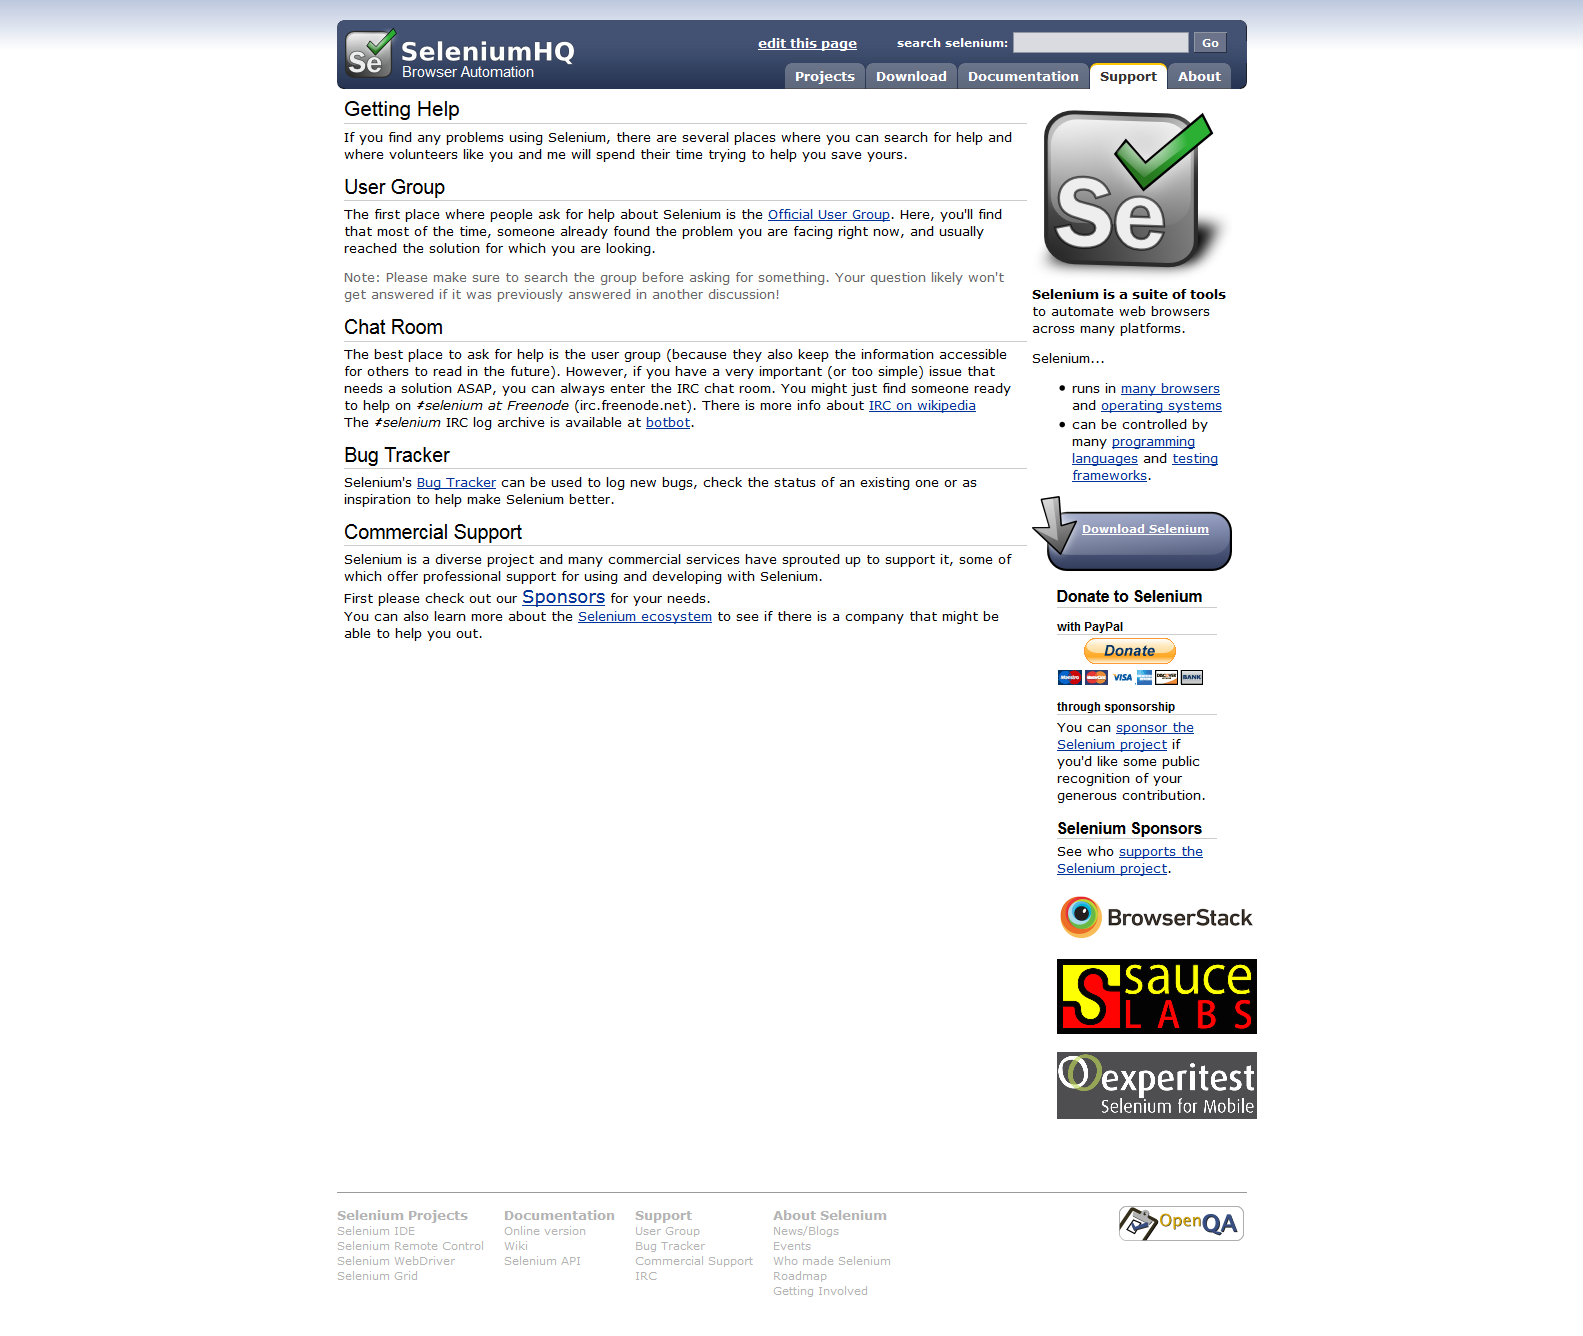 SeleniumHQ
Browser Automation
edit this page
search selenium:
Go
Projects
Download
Documentation
Support
About
Getting Help
If you find any problems using Selenium, there are several places where you can search for help and
where volunteers like you and me will spend their time trying to help you save yours.
User Group
The first place where people ask for help about Selenium is the Official User Group. Here, you'll find
that most of the time, someone already found the problem you are facing right now, and usually
reached the solution for which you are looking.
Note: Please make sure to search the group before asking for something. Your question likely won't
get answered if it was previously answered in another discussion!
Chat Room
The best place to ask for help is the user group (because they also keep the information accessible
for others to read in the future). However, if you have a very important (or too simple) issue that
needs a solution ASAP, you can always enter the IRC chat room. You might just find someone ready
to help on #selenium at Freenode (irc.freenode.net). There is more info about IRC on wikipedia
The #selenium IRC log archive is available at botbot.
Bug Tracker
Selenium's Bug Tracker can be used to log new bugs, check the status of an existing one or as
inspiration to help make Selenium better.
Commercial Support
Selenium is a diverse project and many commercial services have sprouted up to support it, some of
which offer professional support for using and developing with Selenium.
First please check out our Sponsors for your needs.
You can also learn more about the Selenium ecosystem to see if there is a company that might be
able to help you out.
Se
Se
Selenium is a suite of tools
to automate web browsers
across many platforms.
Selenium...
• runs in many browsers
and operating systems
• can be controlled by
many programming
languages and testing
frameworks.
Download Selenium
Donate to Selenium
with PayPal
Donate
Maestro
MasterCard
VISA
DISCOVER
BANK
through sponsorship
You can sponsor the
Selenium project if
you'd like some public
recognition of your
generous contribution.
Selenium Sponsors
See who supports the
Selenium project.
BrowserStack
sauce
LABS
experitest
Selenium for Mobile
Selenium Projects
Selenium IDE
Selenium Remote Control
Selenium WebDriver
Selenium Grid
Documentation
Online version
Wiki
Selenium API
Support
User Group
Bug Tracker
Commercial Support
IRC
About Selenium
News/Blogs
Events
Who made Selenium
Roadmap
Getting Involved
OpenQA